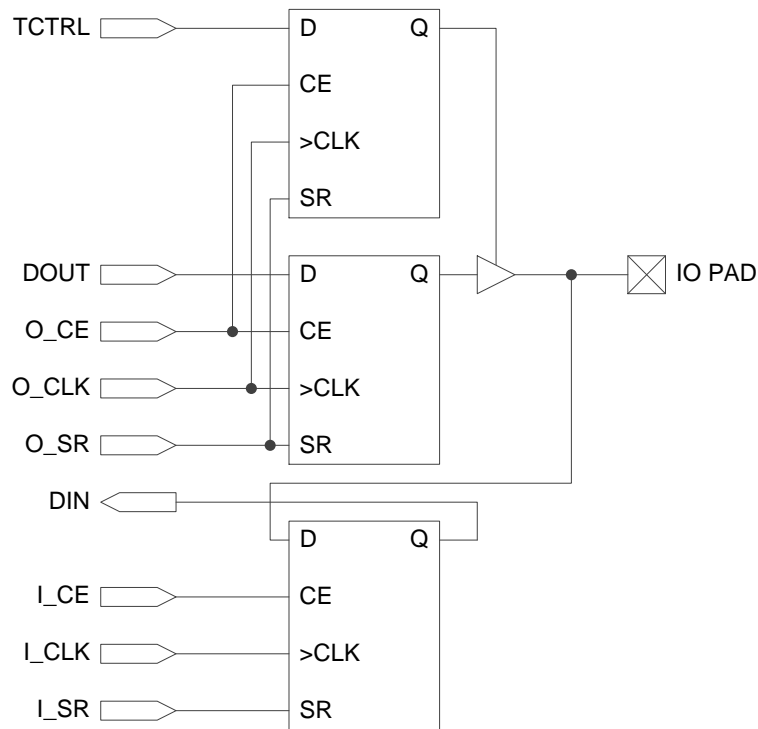 TCTRL D Q
CE
>CLK
SR
DOUT D Q IO PAD
O_CE CE
O_CLK >CLK
O_SR SR
DIN
D Q
I_CE CE
I_CLK >CLK
I_SR SR